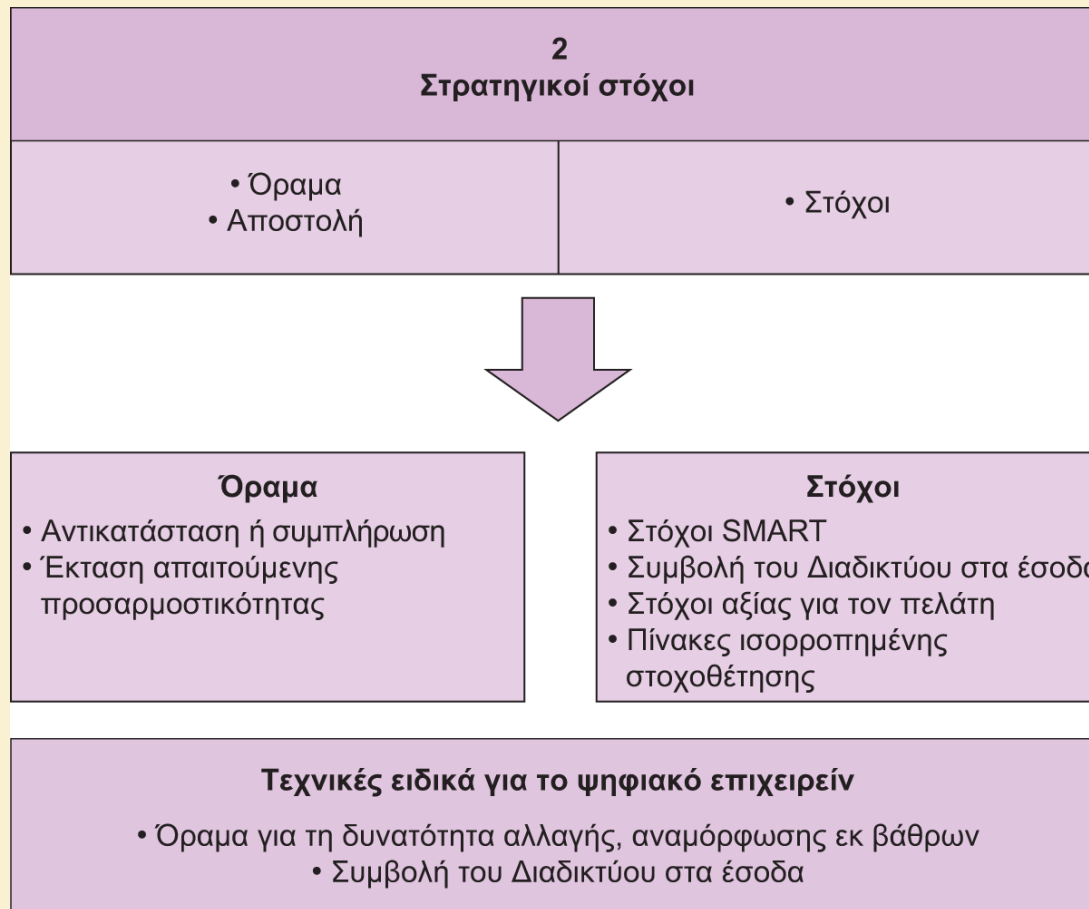 2
Στρατηγικοί στόχοι
• Όραμα
• Αποστολή
• Στόχοι
Όραμα
• Αντικατάσταση ή συμπλήρωση
• Έκταση απαιτούμενης
προσαρμοστικότητας
Στόχοι
• Στόχοι SMART
• Συμβολή του Διαδικτύου στα έσοδα
• Στόχοι αξίας για τον πελάτη
• Πίνακες ισορροπημένης
στοχοθέτησης
Τεχνικές ειδικά για το ψηφιακό επιχειρείν
• Όραμα για τη δυνατότητα αλλαγής, αναμόρφωσης εκ βάθρων
• Συμβολή του Διαδικτύου στα έσοδα